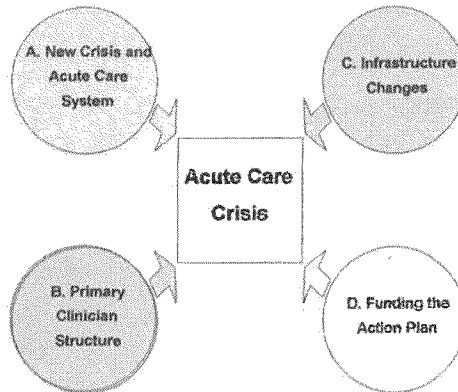 A. New Crisis and
Acute Care
System
C. Infrastructure
Changes
Acute Care
Crisis
B. Primary
Clinician
Structure
D. Funding the
Action Plan